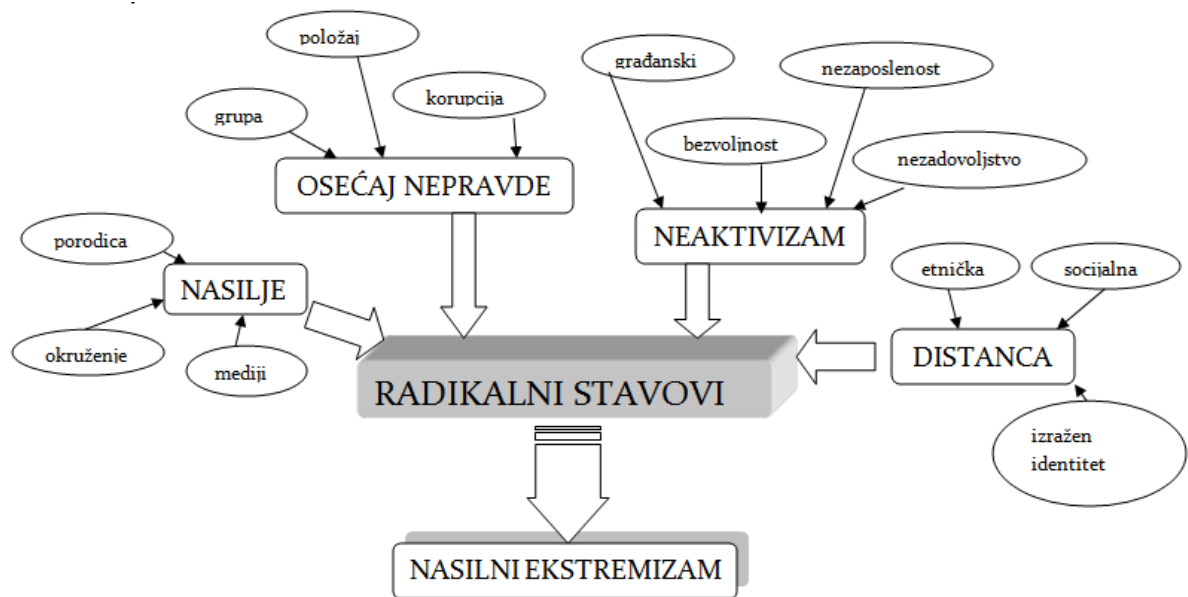 položaj
građanski
nezaposlenost
korupcija
grupa
bezvoljnost
nezadovoljstvo
OSEĆAJ NEPRAVDE
NEAKTIVIZAM
porodica
etnička
socijalna
NASILJE
okruženje
mediji
DISTANCA
RADIKALNI STAVOVI
izražen
identitet
NASILNI EKSTREMIZAM